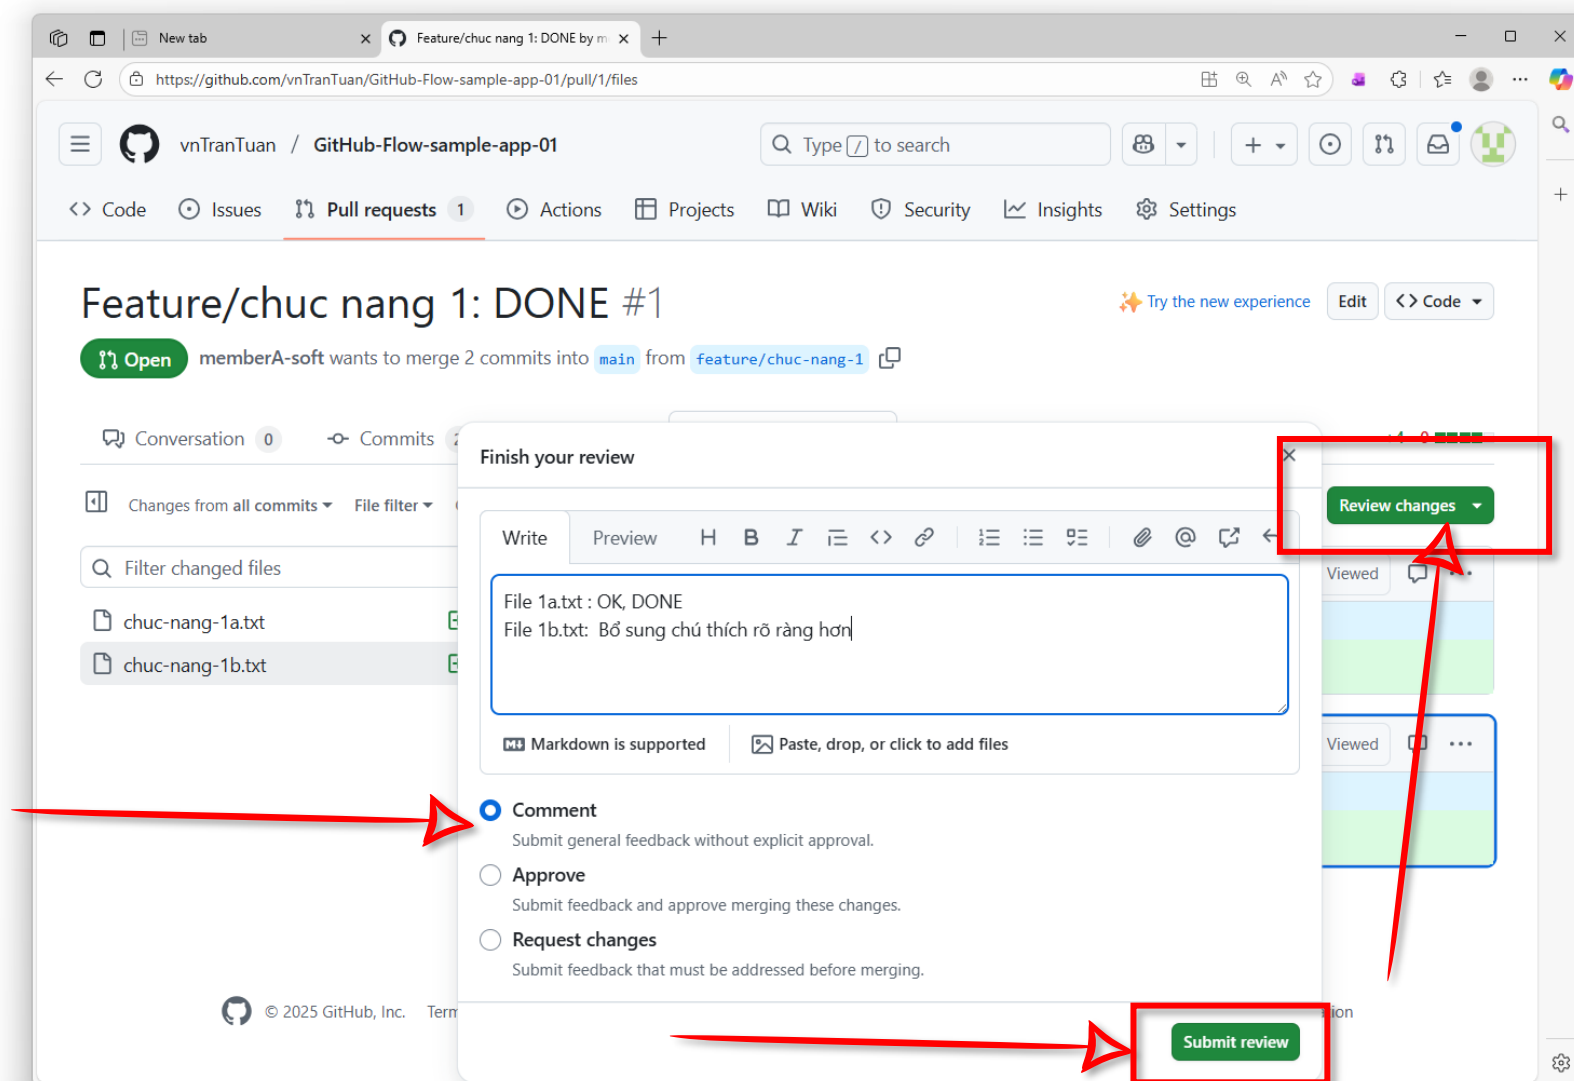 New tab
Feature/chuc nang 1: DONE by m
https://github.com/vnTranTuan/GitHub-Flow-sample-app-01/pull/1/files
vnTranTuan / GitHub-Flow-sample-app-01
Type / to search
Code
Issues
Pull requests 1
Actions
Projects
Wiki
Security
Insights
Settings
Feature/chuc nang 1: DONE #1
Try the new experience
Edit
Code
Open
memberA-soft wants to merge 2 commits into main from feature/chuc-nang-1
Conversation 0
Commits
Finish your review
Changes from all commits
File filter
Review changes
Write
Preview
Filter changed files
Viewed
File 1a.txt : OK, DONE
File 1b.txt: Bổ sung chú thích rõ ràng hơn
chuc-nang-1a.txt
chuc-nang-1b.txt
Markdown is supported
Paste, drop, or click to add files
Viewed
Comment
Submit general feedback without explicit approval.
Approve
Submit feedback and approve merging these changes.
Request changes
Submit feedback that must be addressed before merging.
© 2025 GitHub, Inc.
Submit review